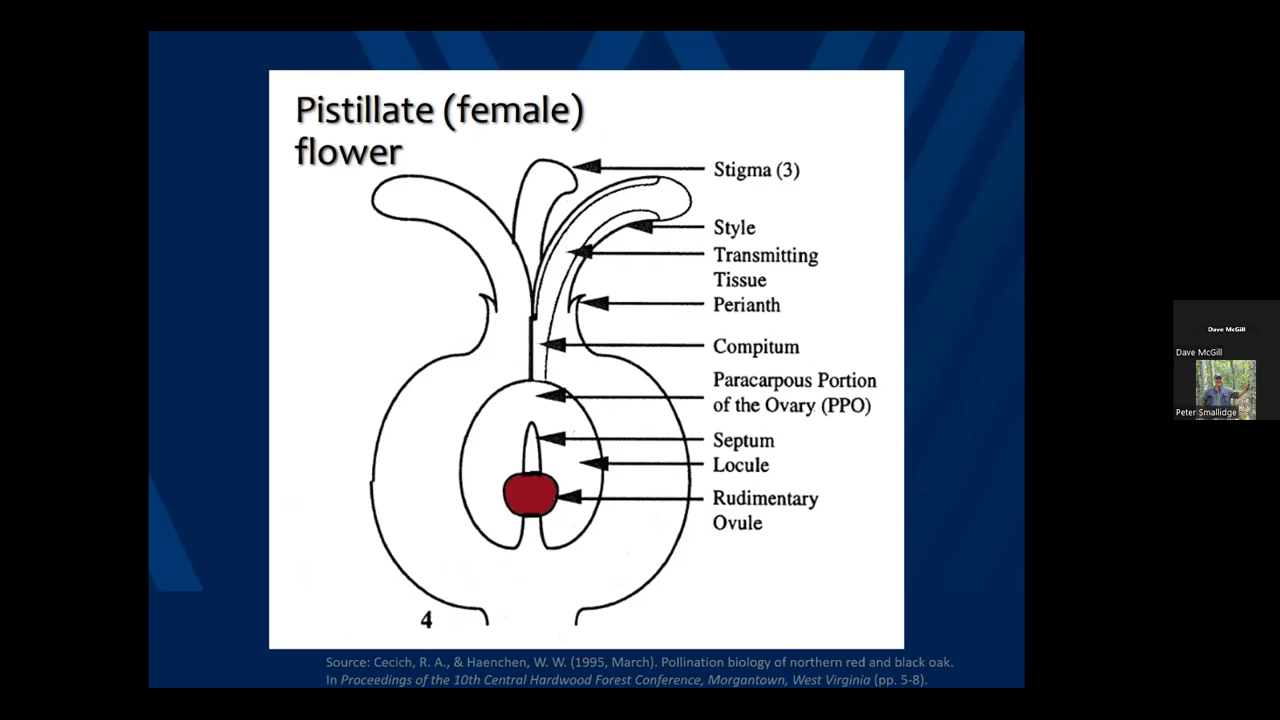 Pistillate (female)
flower
Stigma (3)
Style
Transmitting
Tissue
Perianth
Compitum
Paracarpous Portion
of the Ovary (PPO)
Septum
Locule
Rudimentary
Ovule
4
Source: Cecich, R. A., & Haenchen, W. W. (1995, March). Pollination biology of northern red and black oak.
In Proceedings of the 10th Central Hardwood Forest Conference, Morgantown, West Virginia (pp. 5-8).
Dave McGill
Dave McGill
Peter Smallidge